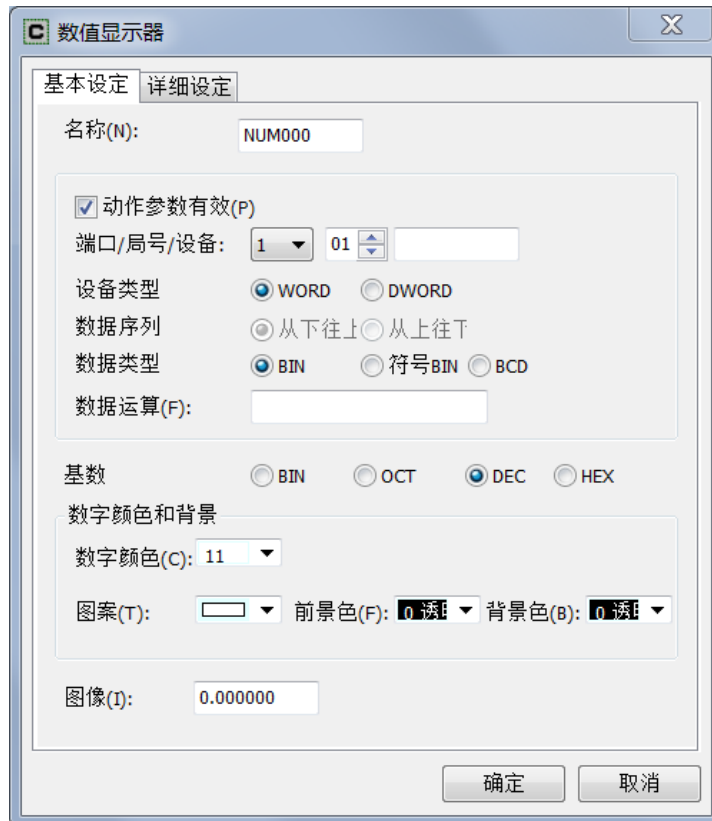 C 数值显示器 X
基本设定 详细设定
名称(N): NUM000
动作参数有效(P)
端口/局号/设备: 1 01
设备类型 WORD DWORD
数据序列 从下往上 从上往下
数据类型 BIN 符号BIN BCD
数据运算(F):
基数 BIN OCT DEC HEX
数字颜色和背景
数字颜色(C): 11
图案(T): 前景色(F): 0 透明 背景色(B): 0 透明
图像(I): 0.000000
确定 取消